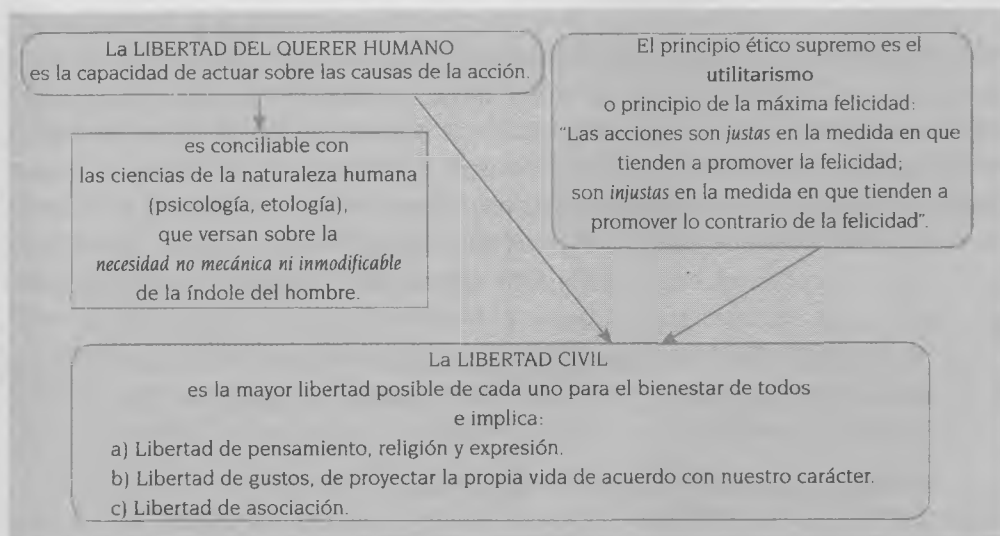 La LIBERTAD DEL QUERER HUMANO
es la capacidad de actuar sobre las causas de la acción.
es conciliable con
las ciencias de la naturaleza humana
(psicología, etología),
que versan sobre la
necesidad no mecánica ni inmodificable
de la índole del hombre.
El principio ético supremo es el
utilitarismo
o principio de la máxima felicidad:
"Las acciones son justas en la medida en que
tienden a promover la felicidad;
son injustas en la medida en que tienden a
promover lo contrario de la felicidad".
La LIBERTAD CIVIL
es la mayor libertad posible de cada uno para el bienestar de todos
e implica:
a) Libertad de pensamiento, religión y expresión.
b) Libertad de gustos, de proyectar la propia vida de acuerdo con nuestro carácter.
c) Libertad de asociación.